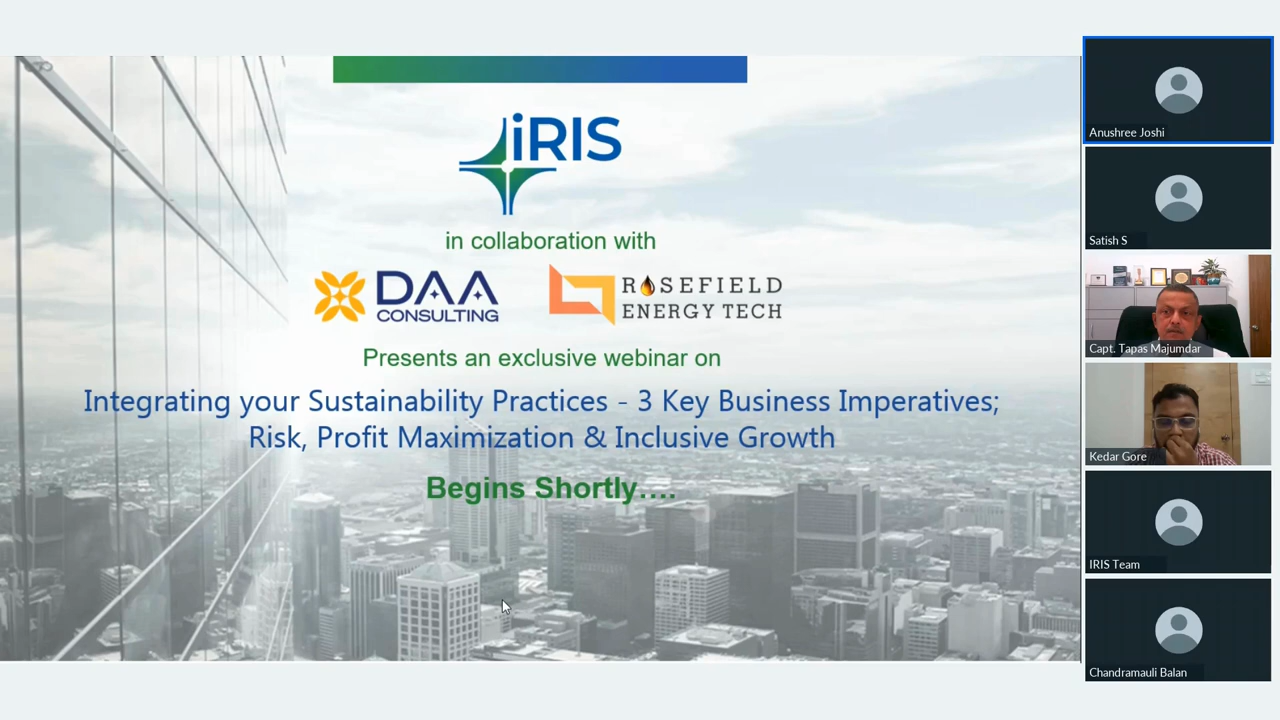 iRIS
in collaboration with
DAA
CONSULTING
ROSEFIELD
ENERGY TECH
Presents an exclusive webinar on
Integrating your Sustainability Practices - 3 Key Business Imperatives;
Risk, Profit Maximization & Inclusive Growth
Begins Shortly....
Anushree Joshi
Satish S
Capt. Tapas Majumdar
Kedar Gore
IRIS Team
Chandramauli Balan